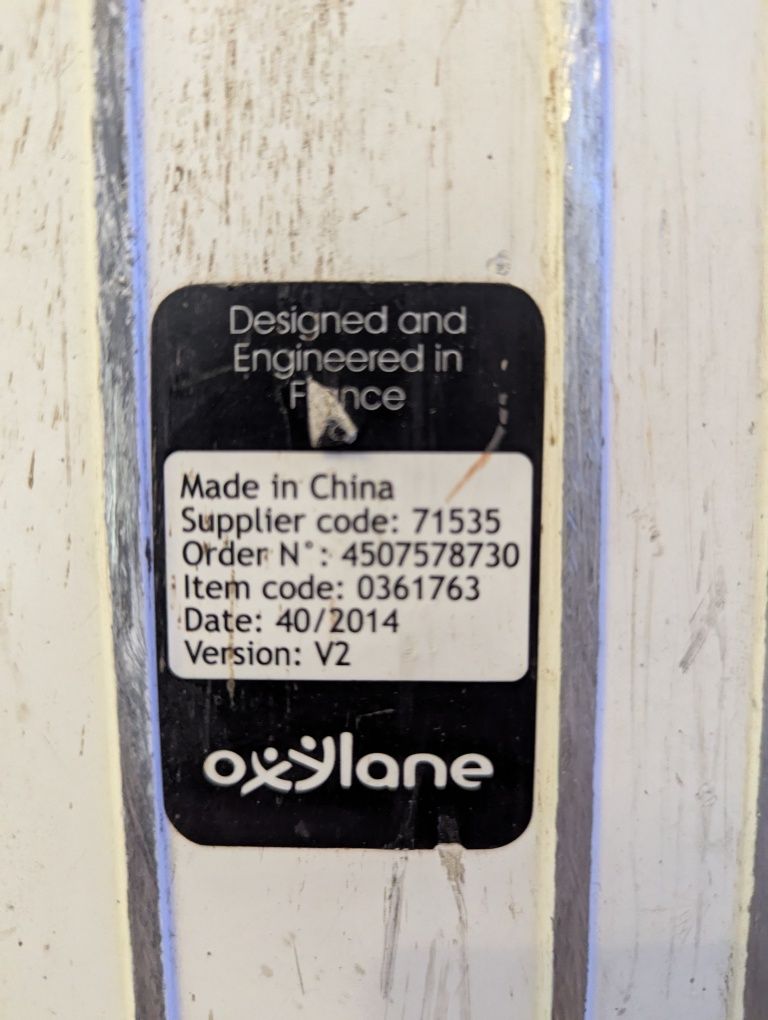 Designed and
Engineered in
France
Made in China
Supplier code: 71535
Order N°: 4507578730
Item code: 0361763
Date: 40/2014
Version: V2
oxylane